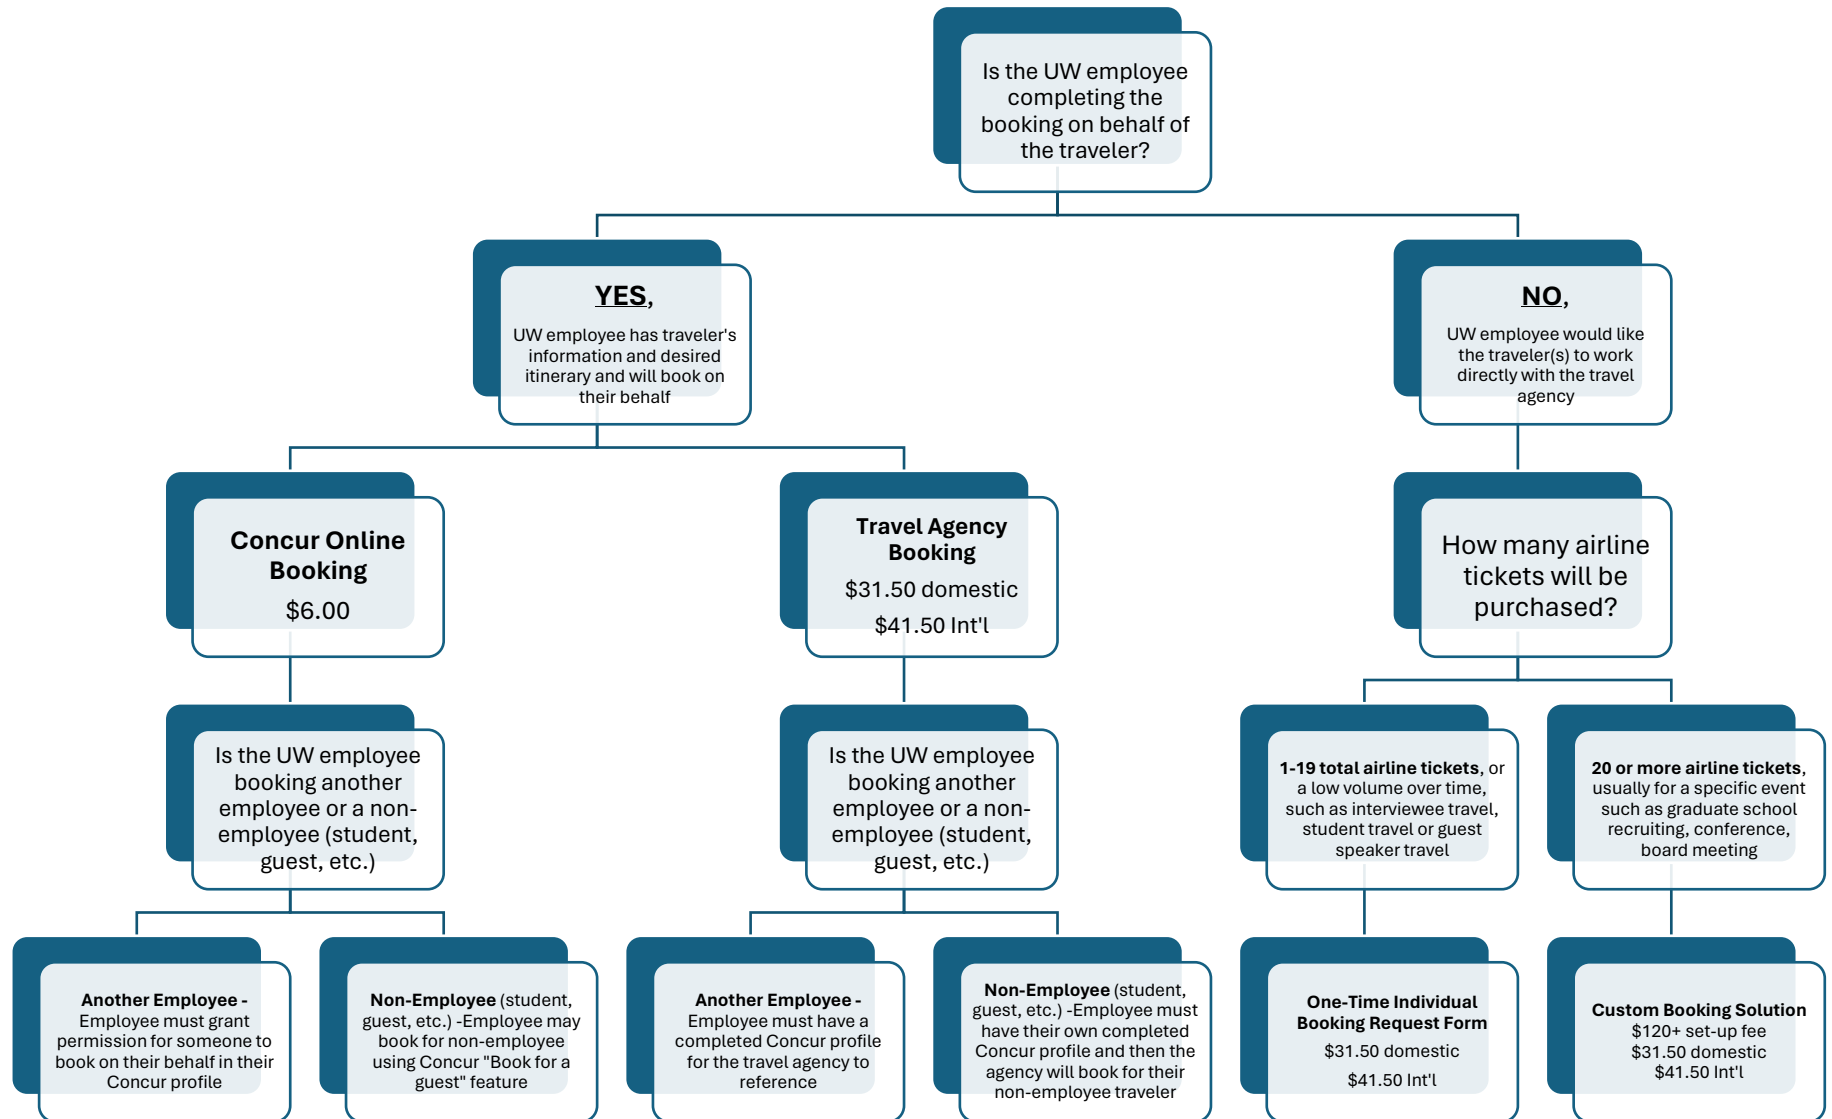 Is the UW employee
completing the
booking on behalf of
the traveler?
YES,
UW employee has traveler's
information and desired
itinerary and will book on
their behalf
NO,
UW employee would like
the traveler(s) to work
directly with the travel
agency
Concur Online
Booking
$6.00
Travel Agency
Booking
$31.50 domestic
$41.50 Int'l
How many airline
tickets will be
purchased?
Is the UW employee
booking another
employee or a non-
employee (student,
guest, etc.)
Is the UW employee
booking another
employee or a non-
employee (student,
guest, etc.)
1-19 total airline tickets, or
a low volume over time,
such as interviewee travel,
student travel or guest
speaker travel
20 or more airline tickets,
usually for a specific event
such as graduate school
recruiting, conference,
board meeting
Another Employee -
Employee must grant
permission for someone to
book on their behalf in their
Concur profile
Non-Employee (student,
guest, etc.) -Employee may
book for non-employee
using Concur "Book for a
guest" feature
Another Employee -
Employee must have a
completed Concur profile
for the travel agency to
reference
Non-Employee (student,
guest, etc.) -Employee must
have their own completed
Concur profile and then the
agency will book for their
non-employee traveler
One-Time Individual
Booking Request Form
$31.50 domestic
$41.50 Int'l
Custom Booking Solution
$120+ set-up fee
$31.50 domestic
$41.50 Int'l